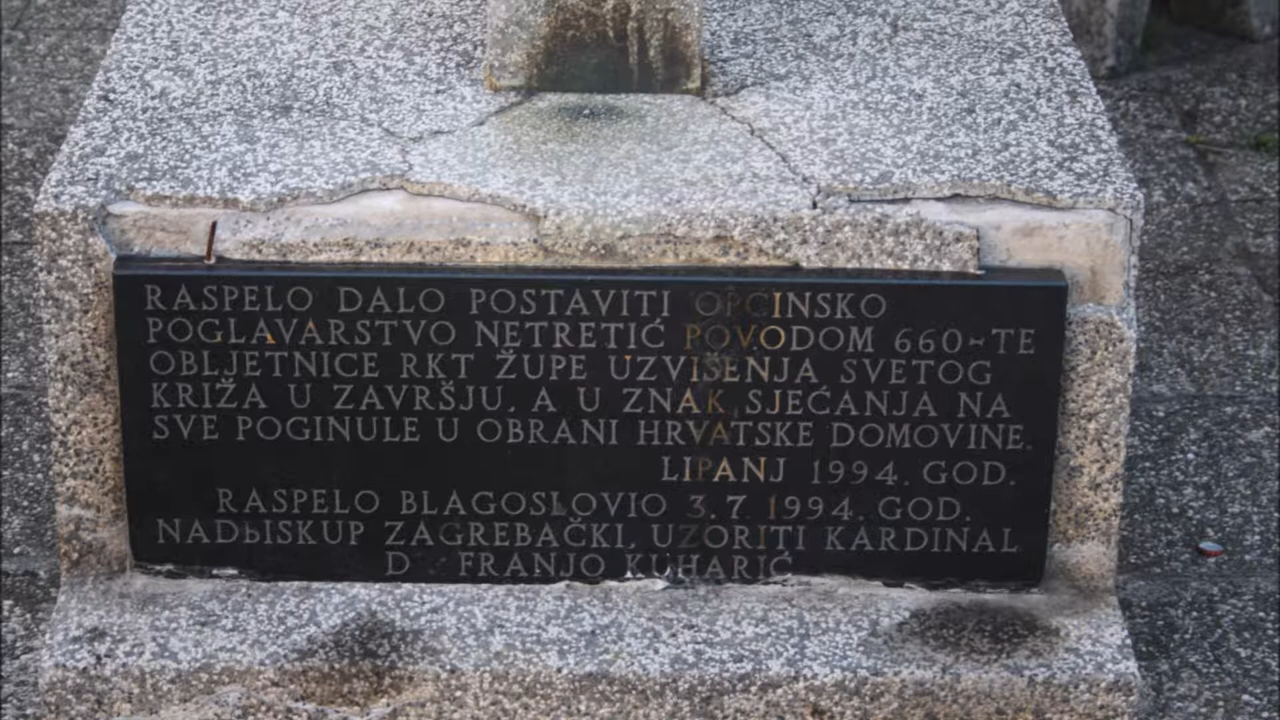 RASPELO DALO POSTAVITI OPĆINSKO
POGLAVARSTVO NETRETIĆ POVODOM 660-TE
OBLJETNICE RKT ŽUPE UZVIŠENJA SVETOG
KRIŽA U ZAVRŠJU, A U ZNAK SJEĆANJA NA
SVE POGINULE U OBRANI HRVATSKE DOMOVINE.
LIPANJ 1994. GOD.
RASPELO BLAGOSLOVIO 3.7.1994. GOD.
NADBISKUP ZAGREBAČKI, UZORITI KARDINAL
D FRANJO KUHARIĆ